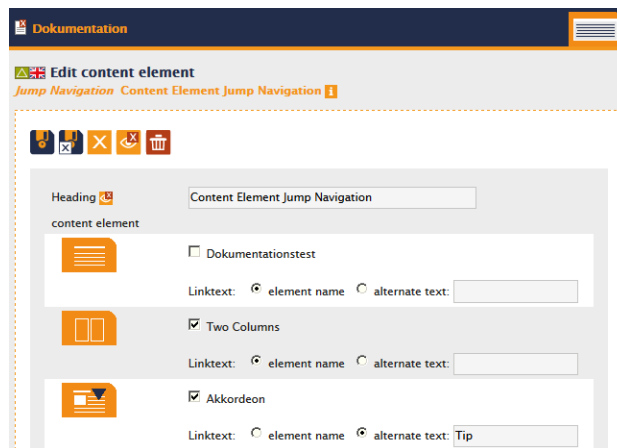 Dokumentation
Edit content element
Jump Navigation Content Element Jump Navigation i
Heading Content Element Jump Navigation
content element
Dokumentationstest
Linktext: element name alternate text:
Two Columns
Linktext: element name alternate text:
Akkordeon
Linktext: element name alternate text: Tip